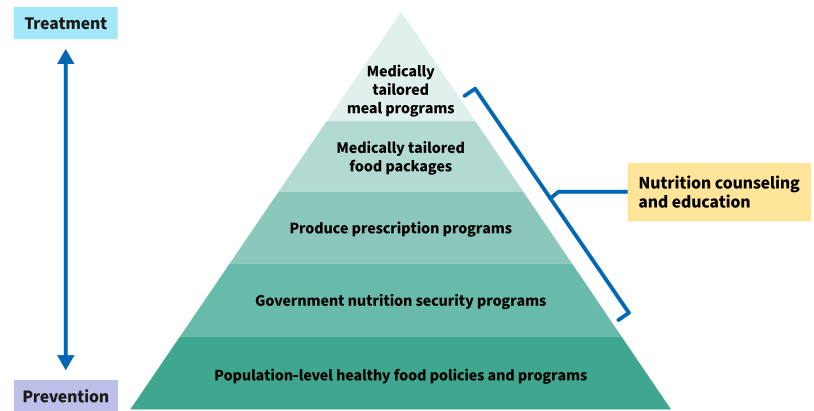 Treatment
Medically
tailored
meal programs
Medically tailored
food packages
Nutrition counseling
and education
Produce prescription programs
Government nutrition security programs
Population-level healthy food policies and programs
Prevention